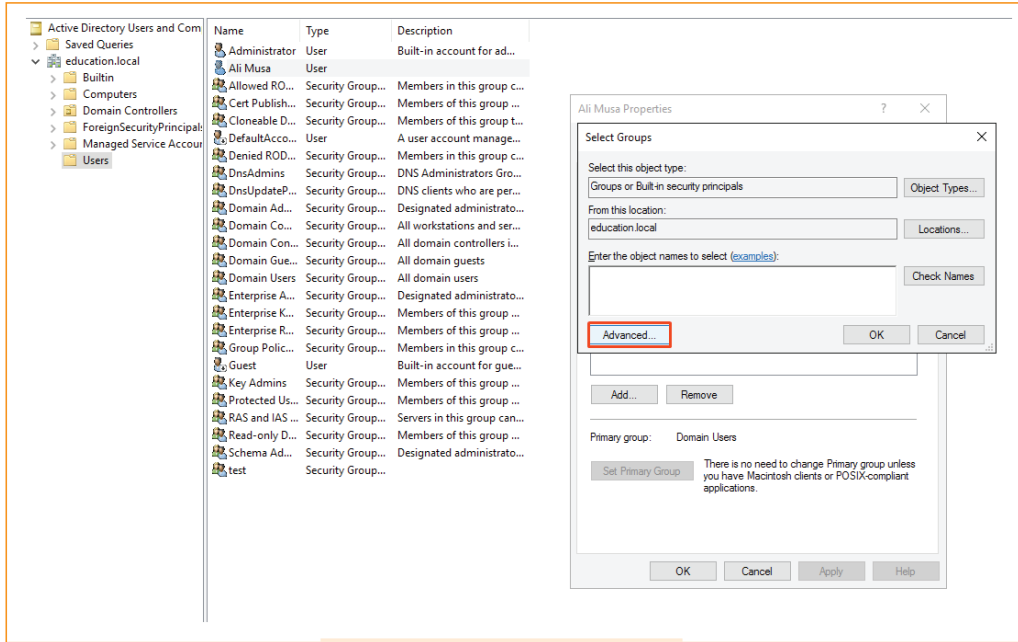 Active Directory Users and Com
Saved Queries
education.local
Builtin
Computers
Domain Controllers
ForeignSecurityPrincipals
Managed Service Accour
Users
Name Type Description
Administrator User Built-in account for ad...
Ali Musa User
Allowed RO... Security Group... Members in this group c...
Cert Publish... Security Group... Members of this group ...
Cloneable D... Security Group... Members of this group t...
DefaultAcco... User A user account manage...
Denied ROD... Security Group... Members in this group c...
DnsAdmins Security Group... DNS Administrators Gro...
DnsUpdateP... Security Group... DNS clients who are per...
Domain Ad... Security Group... Designated administrato...
Domain Co... Security Group... All workstations and ser...
Domain Con... Security Group... All domain controllers i...
Domain Gue... Security Group... All domain guests
Domain Users Security Group... All domain users
Enterprise A... Security Group... Designated administrato...
Enterprise K... Security Group... Members of this group ...
Enterprise R... Security Group... Members of this group ...
Group Polic... Security Group... Members in this group c...
Guest User Built-in account for gue...
Key Admins Security Group... Members of this group ...
Protected Us... Security Group... Members of this group ...
RAS and IAS ... Security Group... Servers in this group can...
Read-only D... Security Group... Members of this group ...
Schema Ad... Security Group... Designated administrato...
test Security Group...
Ali Musa Properties ?
Select Groups
Select this object type:
Groups or Built-in security principals Object Types...
From this location:
education.local Locations...
Enter the object names to select (examples):
Check Names
Advanced... OK Cancel
Add... Remove
Primary group: Domain Users
Set Primary Group
There is no need to change Primary group unless
you have Macintosh clients or POSIX-compliant
applications.
OK Cancel Apply Help